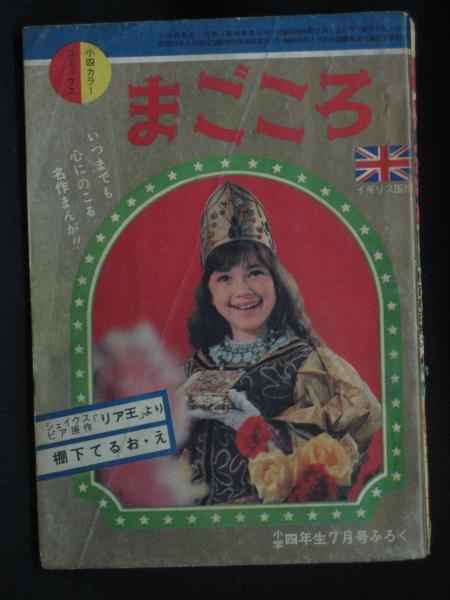 小四カラー
コミックス
まごころ
いつまでも
心にのこる
名作まんが!!
イギリス国旗
シェイクス
ピア原作「リア王」より
棚下てるお・え
小学四年生7月号ふろく